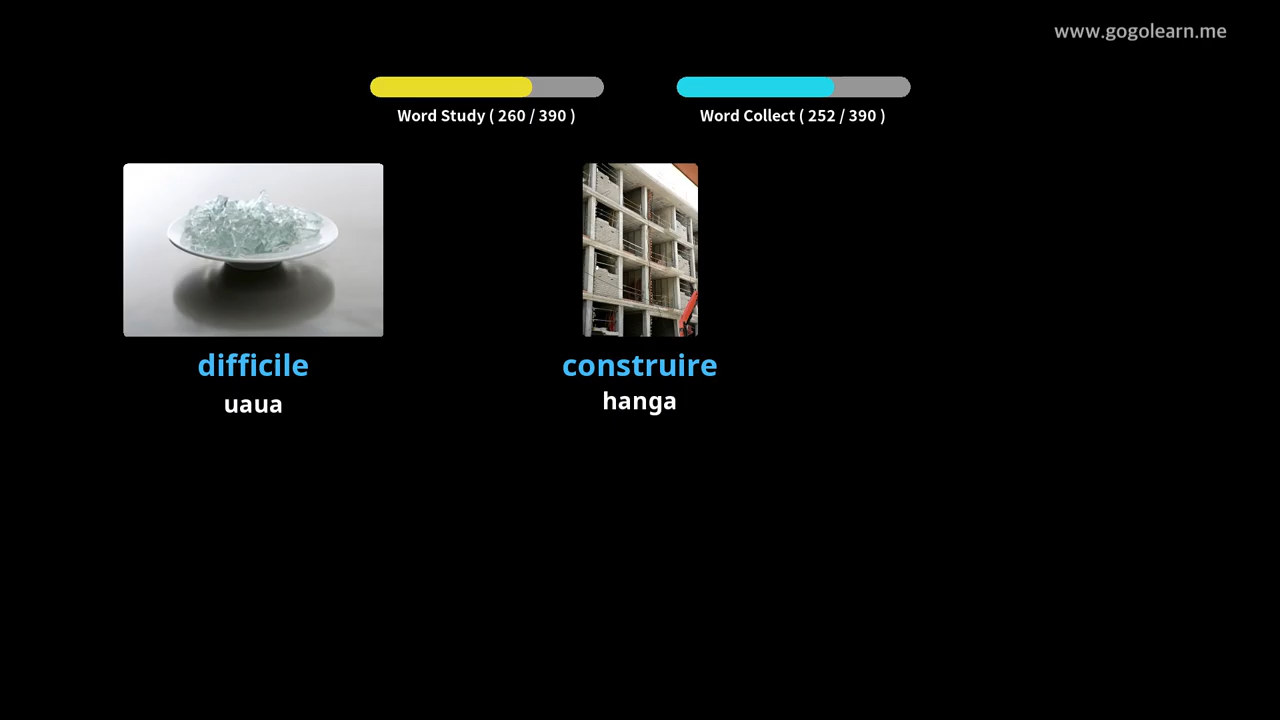 www.gogolearn.me
Word Study ( 260 / 390 )
Word Collect ( 252 / 390 )
difficile
uaua
construire
hanga